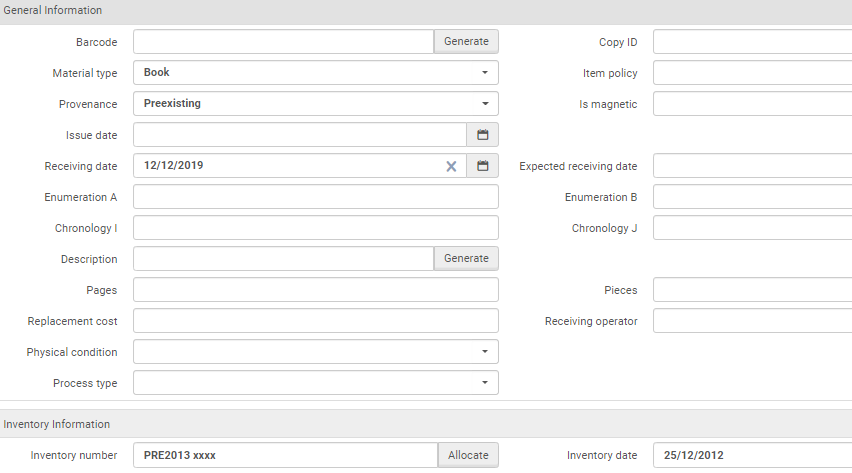 General Information
Barcode Generate Copy ID
Material type Book Item policy
Provenance Preexisting Is magnetic
Issue date
Receiving date 12/12/2019 Expected receiving date
Enumeration A Enumeration B
Chronology I Chronology J
Description Generate
Pages Pieces
Replacement cost Receiving operator
Physical condition
Process type
Inventory Information
Inventory number PRE2013 xxxx Allocate Inventory date 25/12/2012